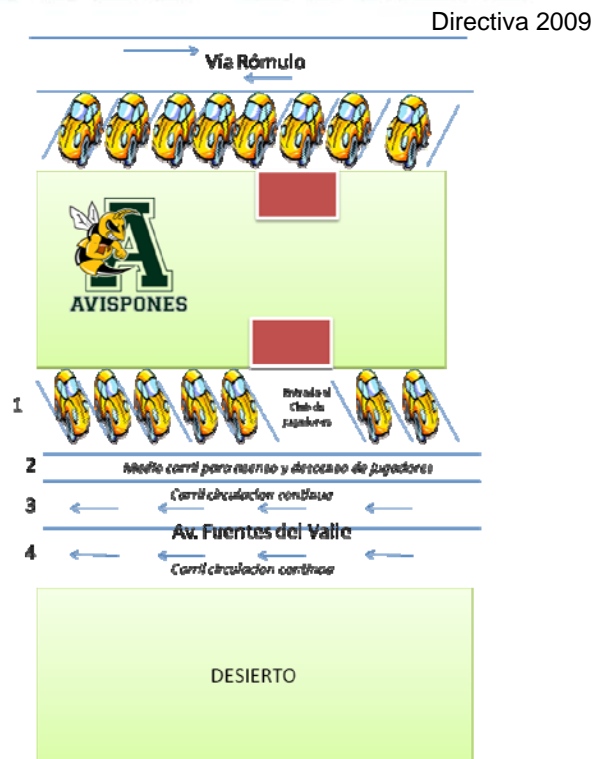 Directiva 2009
Vía Rómulo
A
AVISPONES
Entrada al
Club de
jugadores
1
2 Medio carril para asenso y descenso de jugadores
Carril circulacion continua
3
Av. Fuentes del Valle
4
Carril circulacion continua
DESIERTO